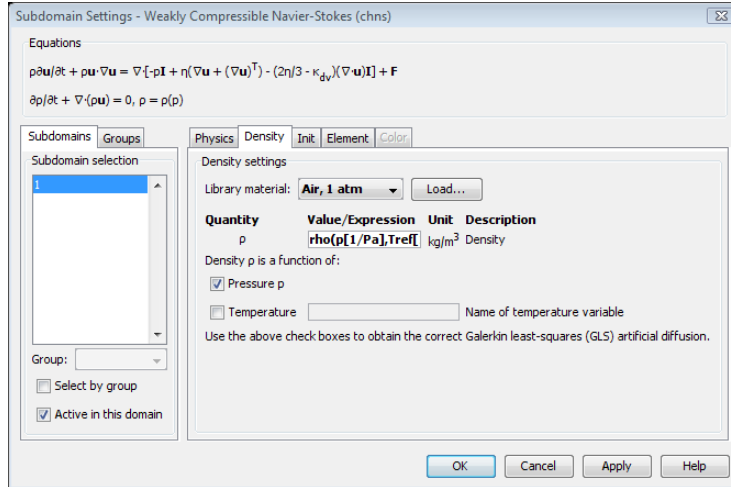 Subdomain Settings - Weakly Compressible Navier-Stokes (chns)
Equations
ρ∂u/∂t + ρu·∇u = ∇·[-pI + η(∇u + (∇u)ᵀ) - (2η/3 - κdv)(∇·u)I] + F
∂ρ/∂t + ∇·(ρu) = 0, ρ = ρ(p)
Subdomains Groups
Physics Density Init Element Color
Subdomain selection
Density settings
1
Library material: Air, 1 atm Load...
Quantity Value/Expression Unit Description
ρ rho(p[1/Pa],Tref[ kg/m³ Density
Density ρ is a function of:
Pressure p
Temperature Name of temperature variable
Use the above check boxes to obtain the correct Galerkin least-squares (GLS) artificial diffusion.
Group:
Select by group
Active in this domain
OK Cancel Apply Help